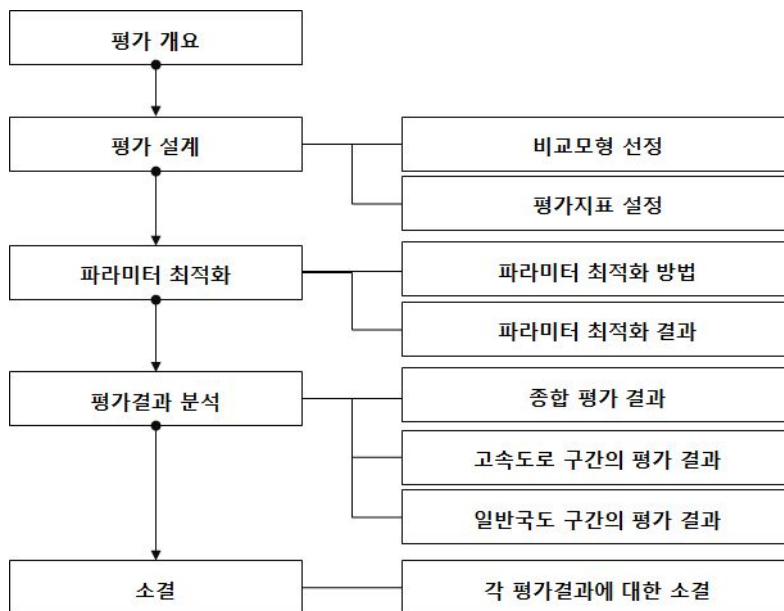 평가 개요
평가 설계
비교모형 선정
평가지표 설정
파라미터 최적화
파라미터 최적화 방법
파라미터 최적화 결과
평가결과 분석
종합 평가 결과
고속도로 구간의 평가 결과
일반국도 구간의 평가 결과
소결
각 평가결과에 대한 소결